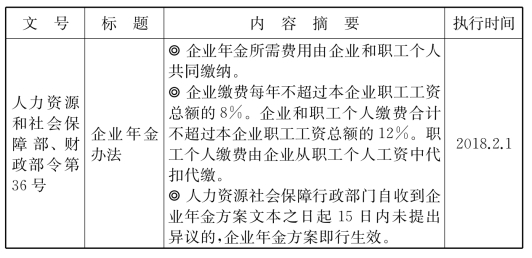 文 号 标 题 内 容 摘 要 执行时间
人力资源
和社会保
障部、财
政部令第
36号
企业年金
办法
◎ 企业年金所需费用由企业和职工个人
共同缴纳。
◎ 企业缴费每年不超过本企业职工工资
总额的8%。企业和职工个人缴费合计
不超过本企业职工工资总额的12%。职
工个人缴费由企业从职工个人工资中代
扣代缴。
◎ 人力资源社会保障行政部门自收到企
业年金方案文本之日起15日内未提出
异议的,企业年金方案即行生效。
2018.2.1